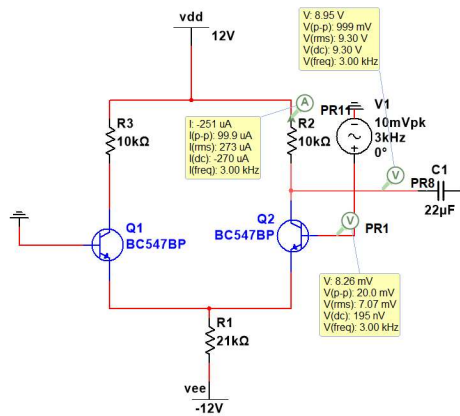 vdd
12V
V: 8.95 V
V(p-p): 999 mV
V(rms): 9.30 V
V(dc): 9.30 V
V(freq): 3.00 kHz
I: -251 uA
I(p-p): 99.9 uA
I(rms): 273 uA
I(dc): -270 uA
I(freq): 3.00 kHz
A
PR11
V1
10mVpk
3kHz
0°
R3
10kΩ
R2
10kΩ
V
PR8
C1
22µF
Q1
BC547BP
Q2
BC547BP
V
PR1
V: 8.26 mV
V(p-p): 20.0 mV
V(rms): 7.07 mV
V(dc): 195 nV
V(freq): 3.00 kHz
R1
21kΩ
vee
-12V